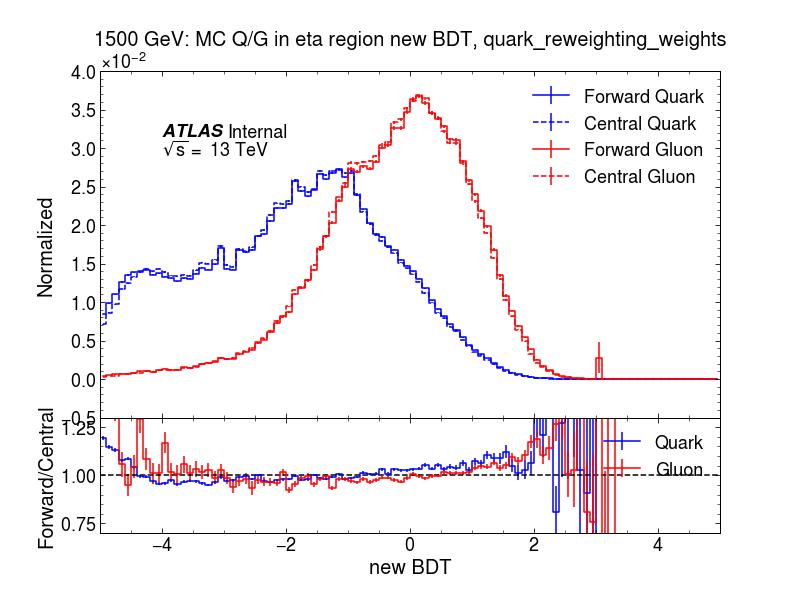 1500 GeV: MC Q/G in eta region new BDT, quark_reweighting_weights
×10⁻²
4.0
3.5
3.0
2.5
2.0
1.5
1.0
0.5
0.0
−0.5
Normalized
ATLAS Internal
√s = 13 TeV
Forward Quark
Central Quark
Forward Gluon
Central Gluon
1.25
1.00
0.75
Forward/Central
Quark
Gluon
−4 −2 0 2 4
new BDT